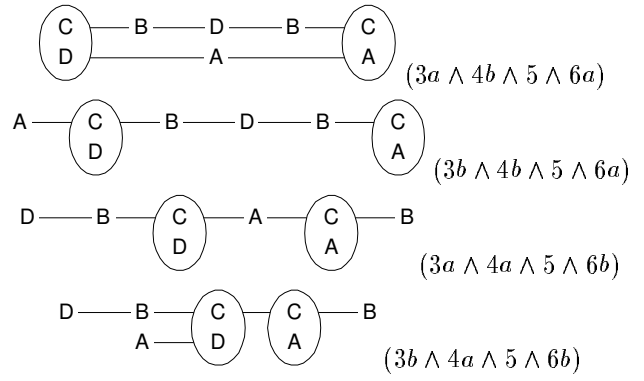 C B D B C
D A A (3a ∧ 4b ∧ 5 ∧ 6a)
A C B D B C
D A (3b ∧ 4b ∧ 5 ∧ 6a)
D B C A C B
D A (3a ∧ 4a ∧ 5 ∧ 6b)
D B C C B
A D A (3b ∧ 4a ∧ 5 ∧ 6b)